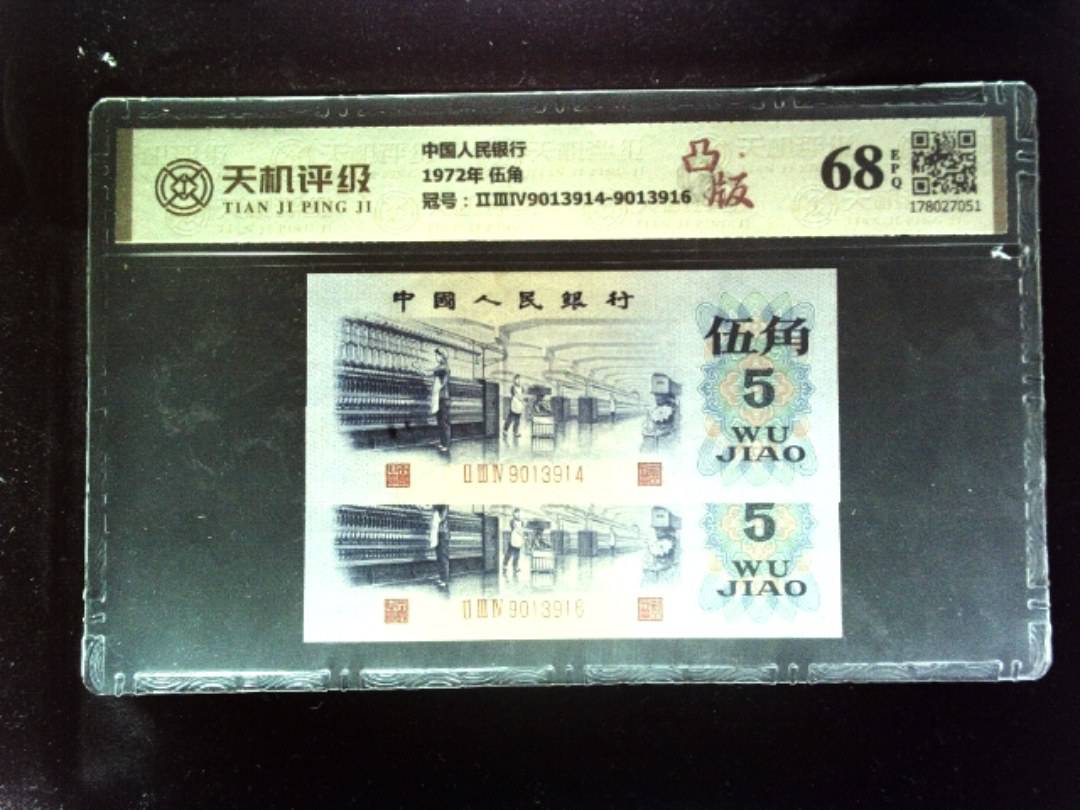 天机评级
TIAN JI PING JI
中国人民银行
1972年 伍角
冠号：ⅡⅢⅣ9013914-9013916
凸版
68
EPQ
178027051
中國人民銀行
伍角
5
WU
JIAO
ⅡⅢⅣ9013914
5
WU
JIAO
ⅡⅢⅣ9013916